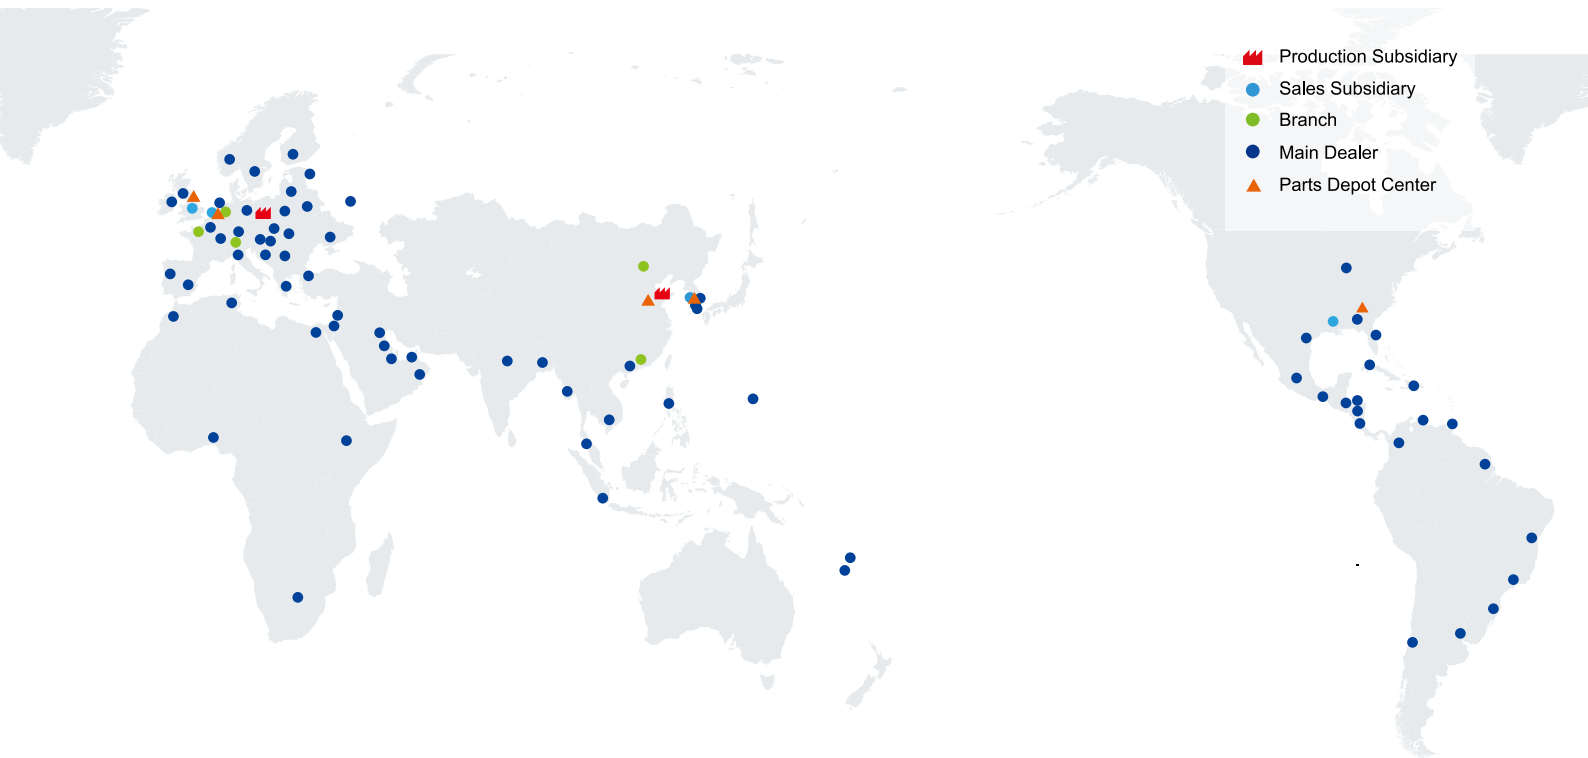 Production Subsidiary
Sales Subsidiary
Branch
Main Dealer
Parts Depot Center